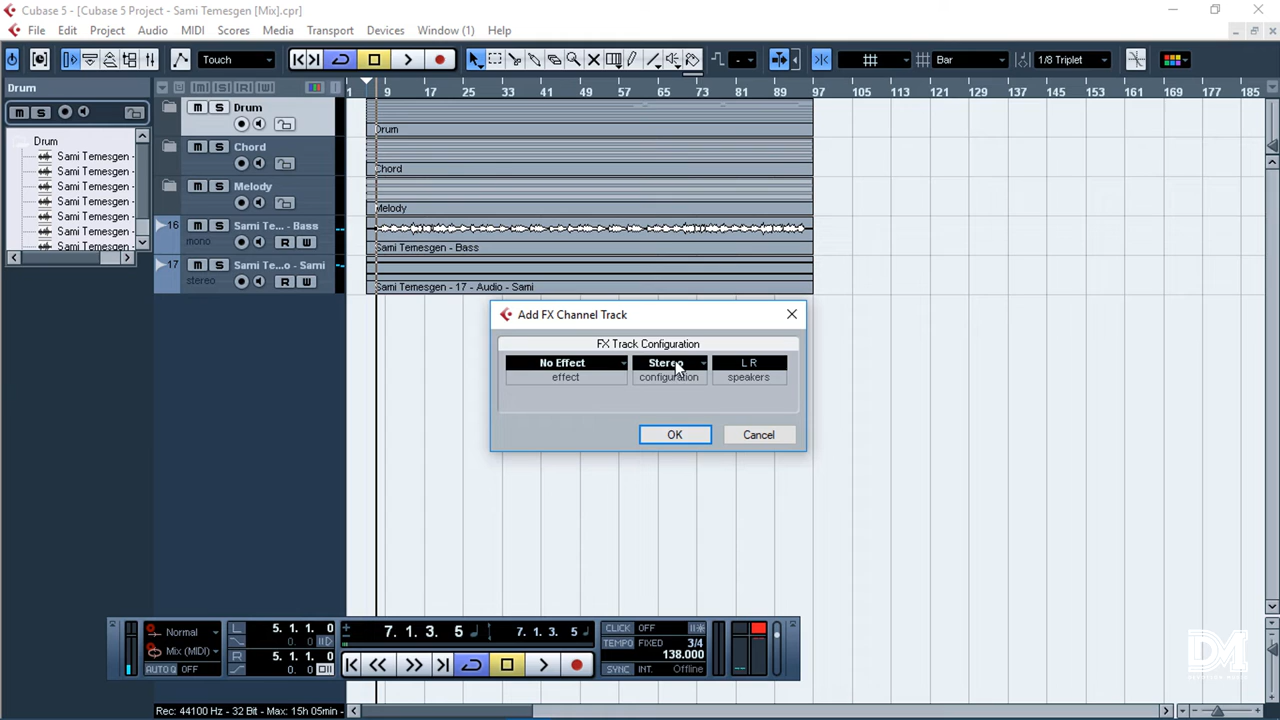 Cubase 5 - [Cubase 5 Project - Sami Temesgen [Mix].cpr]
File Edit Project Audio MIDI Scores Media Transport Devices Window (1) Help
Touch Bar 1/8 Triplet
Drum
1 9 17 25 33 41 49 57 65 73 81 89 97 105 113 121 129 137 145 153 161 169 177 185
M S
Drum
Sami Temesgen -
Sami Temesgen -
Sami Temesgen -
Sami Temesgen -
Sami Temesgen -
Sami Temesgen -
Sami Temesgen -
M S Drum
Drum
M S Chord
Chord
M S Melody
Melody
16 M S Sami Te... - Bass
mono R W
Sami Temesgen - Bass
17 M S Sami Te...o - Sami
stereo R W
Sami Temesgen - 17 - Audio - Sami
Add FX Channel Track
FX Track Configuration
No Effect Stereo L R
effect configuration speakers
OK Cancel
Normal
Mix (MIDI)
AUTO Q OFF
L 5. 1. 1. 0
0. 0
R 5. 1. 1. 0
0. 0
7. 1. 3. 5 7. 1. 3. 5
CLICK OFF
TEMPO FIXED 3/4
138.000
SYNC INT. Offline
DM
Rec: 44100 Hz - 32 Bit - Max: 15h 05min